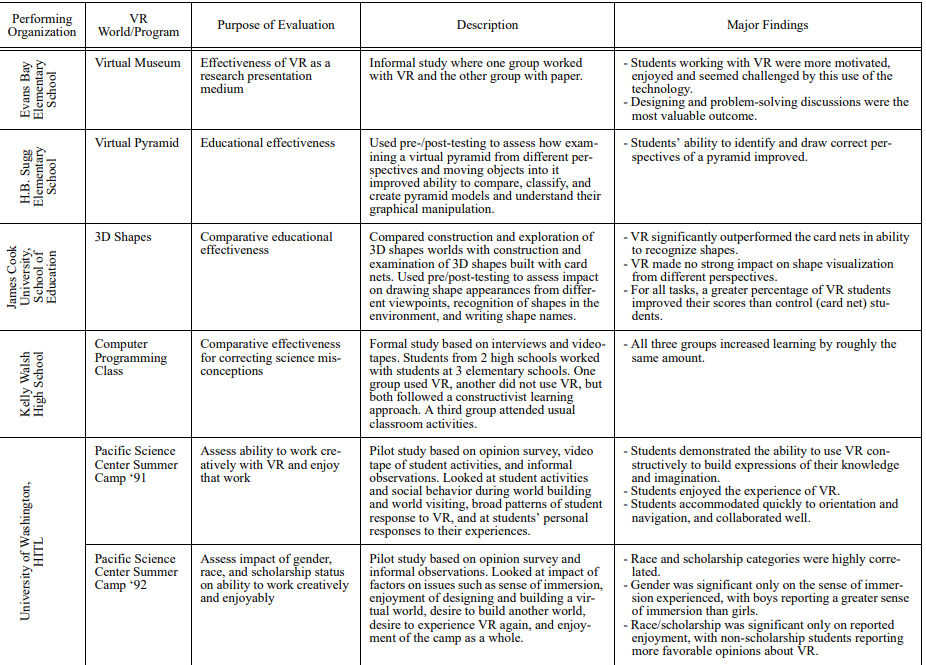 Performing
Organization
VR
World/Program
Purpose of Evaluation
Description
Major Findings
Evans Bay
Elementary
School
Virtual Museum
Effectiveness of VR as a
research presentation
medium
Informal study where one group worked
with VR and the other group with paper.
- Students working with VR were more motivated,
enjoyed and seemed challenged by this use of the
technology.
- Designing and problem-solving discussions were the
most valuable outcome.
H.B. Sugg
Elementary
School
Virtual Pyramid
Educational effectiveness
Used pre-/post-testing to assess how exam-
ining a virtual pyramid from different per-
spectives and moving objects into it
improved ability to compare, classify, and
create pyramid models and understand their
graphical manipulation.
- Students’ ability to identify and draw correct per-
spectives of a pyramid improved.
James Cook
University,
School of
Education
3D Shapes
Comparative educational
effectiveness
Compared construction and exploration of
3D shapes worlds with construction and
examination of 3D shapes built with card
nets. Used pre/post-testing to assess impact
on drawing shape appearances from differ-
ent viewpoints, recognition of shapes in the
environment, and writing shape names.
- VR significantly outperformed the card nets in ability
to recognize shapes.
- VR made no strong impact on shape visualization
from different perspectives.
- For all tasks, a greater percentage of VR students
improved their scores than control (card net) stu-
dents.
Kelly Walsh
High School
Computer
Programming
Class
Comparative effectiveness
for correcting science mis-
conceptions
Formal study based on interviews and video-
tapes. Students from 2 high schools worked
with students at 3 elementary schools. One
group used VR, another did not use VR, but
both followed a constructivist learning
approach. A third group attended usual
classroom activities.
- All three groups increased learning by roughly the
same amount.
University of Washington,
HITL
Pacific Science
Center Summer
Camp ‘91
Assess ability to work cre-
atively with VR and enjoy
that work
Pilot study based on opinion survey, video
tape of student activities, and informal
observations. Looked at student activities
and social behavior during world building
and world visiting, broad patterns of student
response to VR, and at students’ personal
responses to their experiences.
- Students demonstrated the ability to use VR con-
structively to build expressions of their knowledge
and imagination.
- Students enjoyed the experience of VR.
- Students accommodated quickly to orientation and
navigation, and collaborated well.
Pacific Science
Center Summer
Camp ‘92
Assess impact of gender,
race, and scholarship status
on ability to work creatively
and enjoyably
Pilot study based on opinion survey and
informal observations. Looked at impact of
factors on issues such as sense of immersion,
enjoyment of designing and building a vir-
tual world, desire to build another world,
desire to experience VR again, and enjoy-
ment of the camp as a whole.
- Race and scholarship categories were highly corre-
lated.
- Gender was significant only on the sense of immer-
sion experienced, with boys reporting a greater sense
of immersion than girls.
- Race/scholarship was significant only on reported
enjoyment, with non-scholarship students reporting
more favorable opinions about VR.